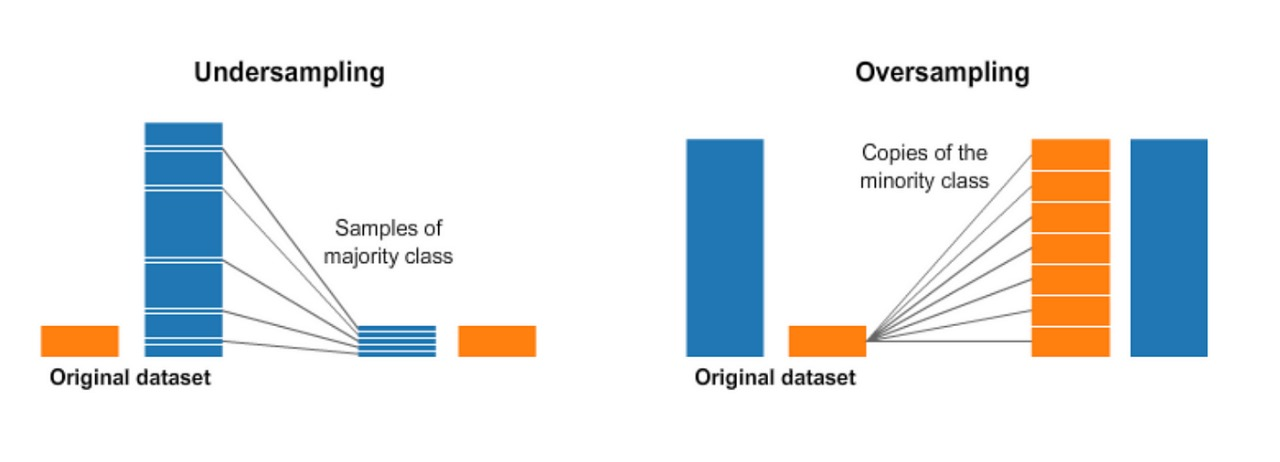 Undersampling
Samples of
majority class
Original dataset
Oversampling
Copies of the
minority class
Original dataset